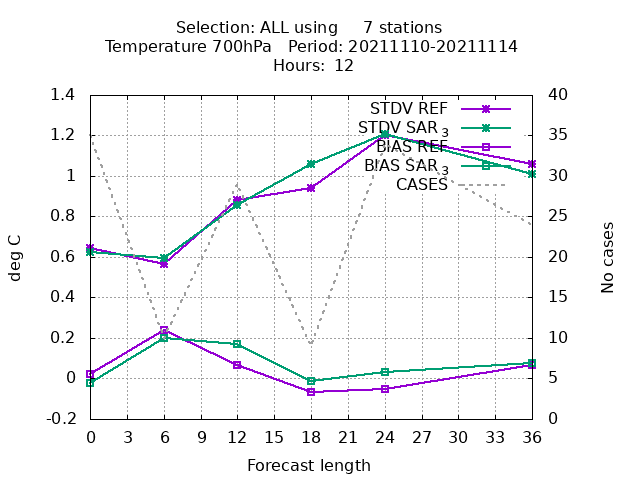 Selection: ALL using 7 stations
Temperature 700hPa Period: 20211110-20211114
Hours: 12
1.4
1.2
1
0.8
0.6
0.4
0.2
0
-0.2
deg C
STDV REF
STDV SAR 3
BIAS REF
BIAS SAR 3
CASES
40
35
30
25
20
15
10
5
0
No cases
0 3 6 9 12 15 18 21 24 27 30 33 36
Forecast length